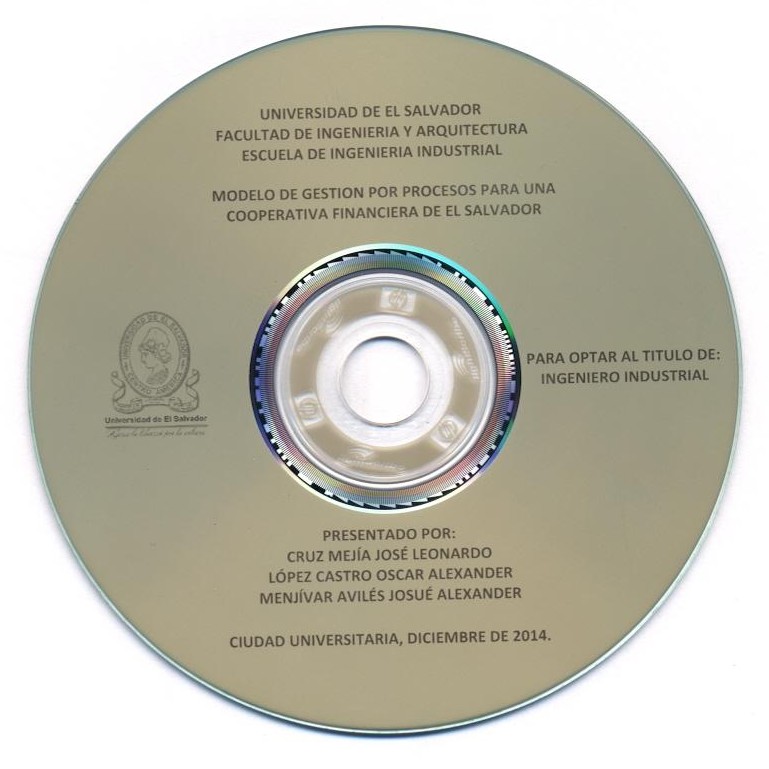 UNIVERSIDAD DE EL SALVADOR
FACULTAD DE INGENIERIA Y ARQUITECTURA
ESCUELA DE INGENIERIA INDUSTRIAL
MODELO DE GESTION POR PROCESOS PARA UNA
COOPERATIVA FINANCIERA DE EL SALVADOR
Universidad de El Salvador
PARA OPTAR AL TITULO DE:
INGENIERO INDUSTRIAL
PRESENTADO POR:
CRUZ MEJÍA JOSÉ LEONARDO
LÓPEZ CASTRO OSCAR ALEXANDER
MENJÍVAR AVILÉS JOSUÉ ALEXANDER
CIUDAD UNIVERSITARIA, DICIEMBRE DE 2014.